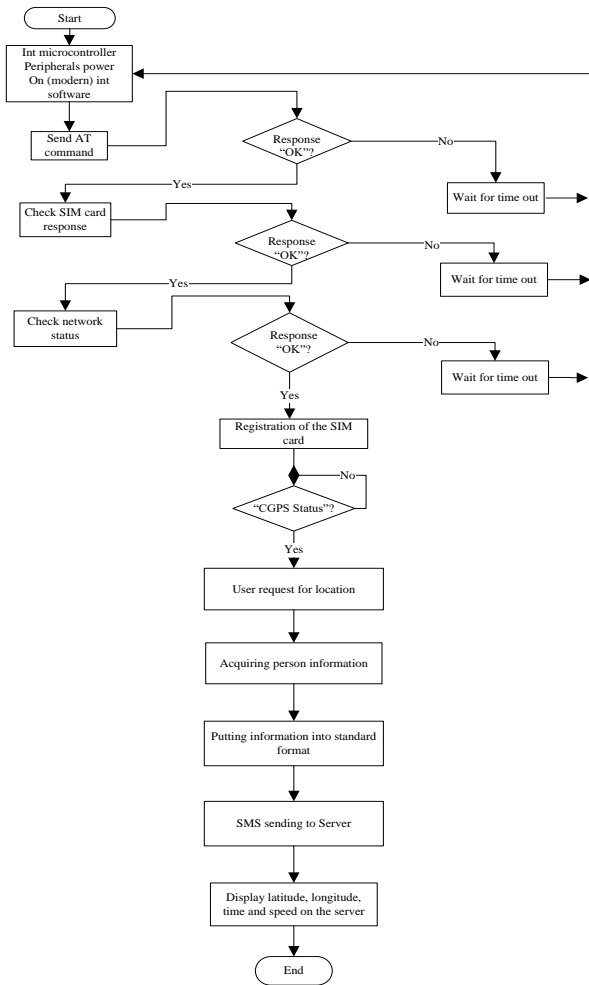 Start
Int microcontroller
Peripherals power
On (modern) int
software
Send AT
command
Response
“OK”?
No
Wait for time out
Yes
Check SIM card
response
Response
“OK”?
No
Wait for time out
Yes
Check network
status
Response
“OK”?
No
Wait for time out
Yes
Registration of the SIM
card
No
“CGPS Status”?
Yes
User request for location
Acquiring person information
Putting information into standard
format
SMS sending to Server
Display latitude, longitude,
time and speed on the server
End